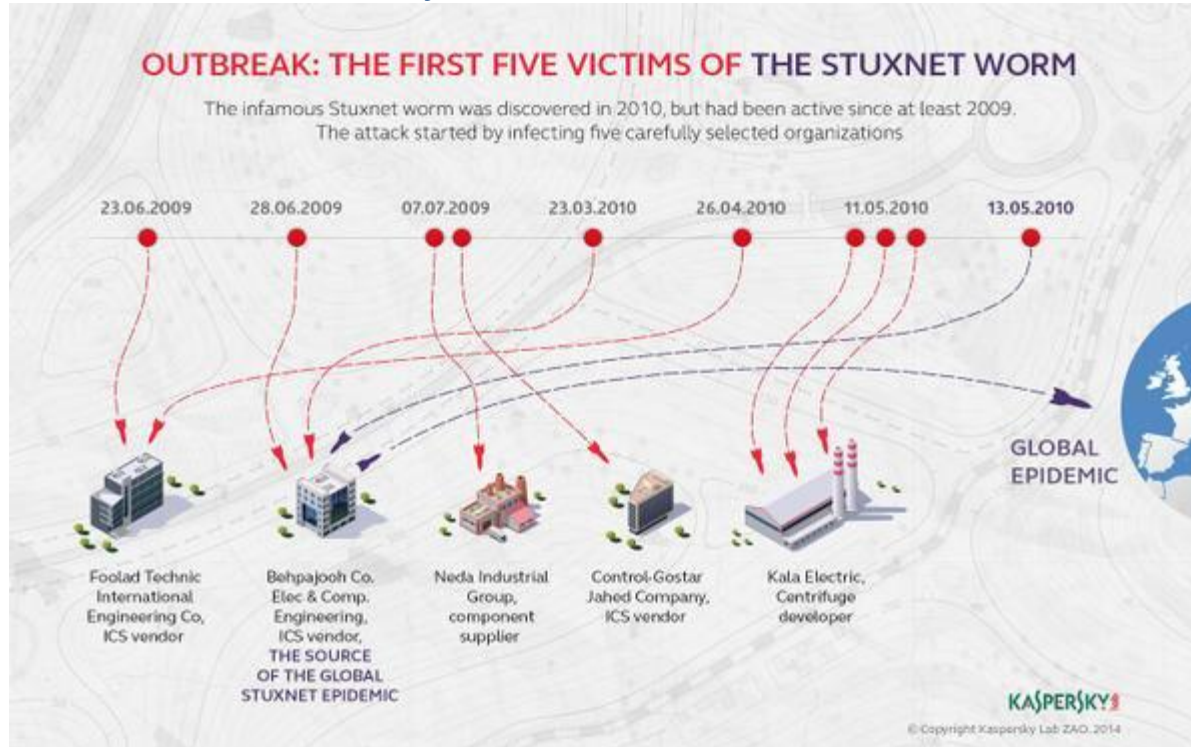 OUTBREAK: THE FIRST FIVE VICTIMS OF THE STUXNET WORM
The infamous Stuxnet worm was discovered in 2010, but had been active since at least 2009.
The attack started by infecting five carefully selected organizations
23.06.2009
28.06.2009
07.07.2009
23.03.2010
26.04.2010
11.05.2010
13.05.2010
GLOBAL
EPIDEMIC
Foolad Technic
International
Engineering Co,
ICS vendor
Behpajooh Co.
Elec & Comp.
Engineering,
ICS vendor,
THE SOURCE
OF THE GLOBAL
STUXNET EPIDEMIC
Neda Industrial
Group,
component
supplier
Control-Gostar
Jahed Company,
ICS vendor
Kala Electric,
Centrifuge
developer
KASPERSKY
© Copyright Kaspersky Lab ZAO. 2014